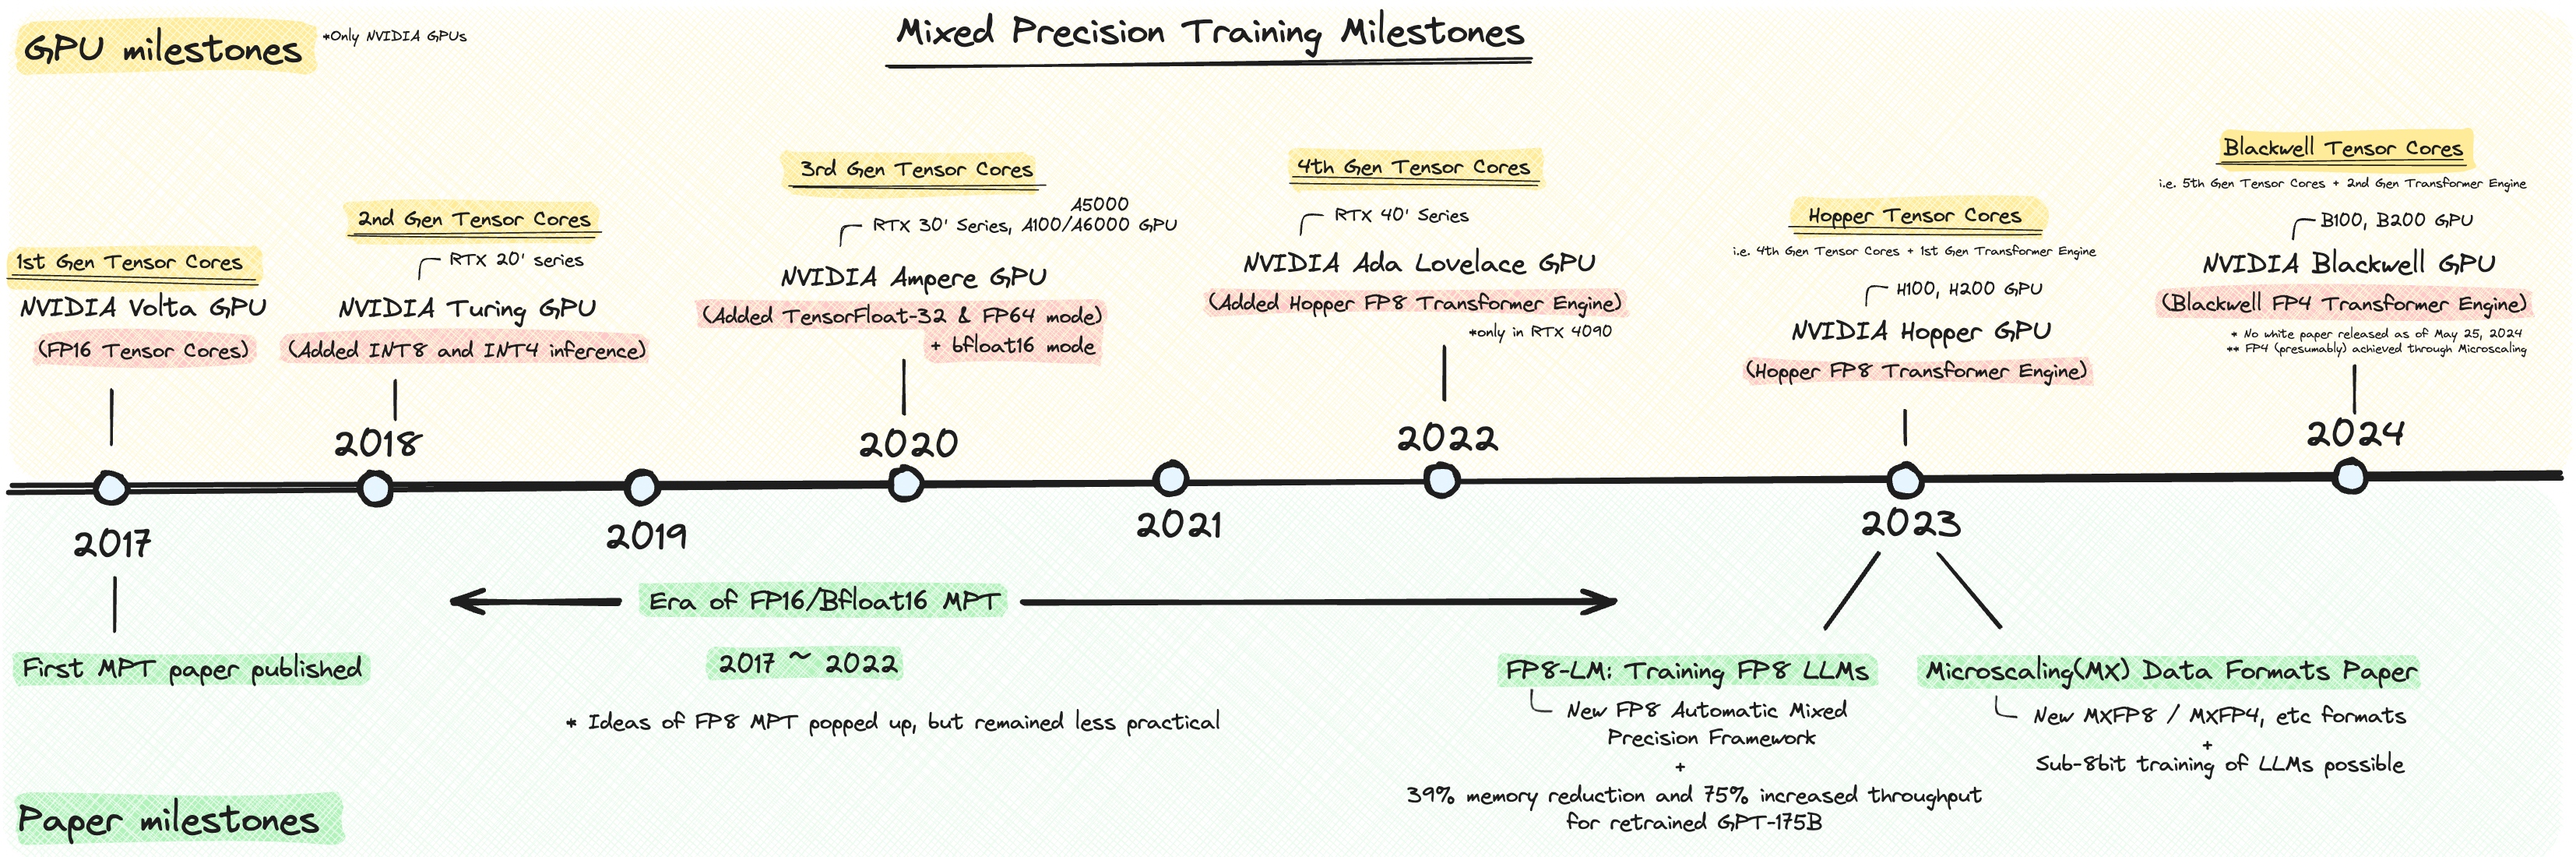 GPU milestones
*Only NVIDIA GPUs
Mixed Precision Training Milestones
1st Gen Tensor Cores
NVIDIA Volta GPU
(FP16 Tensor Cores)
2nd Gen Tensor Cores
RTX 20' series
NVIDIA Turing GPU
(Added INT8 and INT4 inference)
3rd Gen Tensor Cores
A5000
RTX 30' Series, A100/A6000 GPU
NVIDIA Ampere GPU
(Added TensorFloat-32 & FP64 mode)
+ bfloat16 mode
4th Gen Tensor Cores
RTX 40' Series
NVIDIA Ada Lovelace GPU
(Added Hopper FP8 Transformer Engine)
*only in RTX 4090
Hopper Tensor Cores
i.e. 4th Gen Tensor Cores + 1st Gen Transformer Engine
H100, H200 GPU
NVIDIA Hopper GPU
(Hopper FP8 Transformer Engine)
Blackwell Tensor Cores
i.e. 5th Gen Tensor Cores + 2nd Gen Transformer Engine
B100, B200 GPU
NVIDIA Blackwell GPU
(Blackwell FP4 Transformer Engine)
* No white paper released as of May 25, 2024
** FP4 (presumably) achieved through Microscaling
2017
2018
2019
2020
2021
2022
2023
2024
First MPT paper published
Era of FP16/Bfloat16 MPT
2017 ~ 2022
* Ideas of FP8 MPT popped up, but remained less practical
FP8-LM: Training FP8 LLMs
New FP8 Automatic Mixed
Precision Framework
+
39% memory reduction and 75% increased throughput
for retrained GPT-175B
Microscaling(MX) Data Formats Paper
New MXFP8 / MXFP4, etc formats
+
Sub-8bit training of LLMs possible
Paper milestones